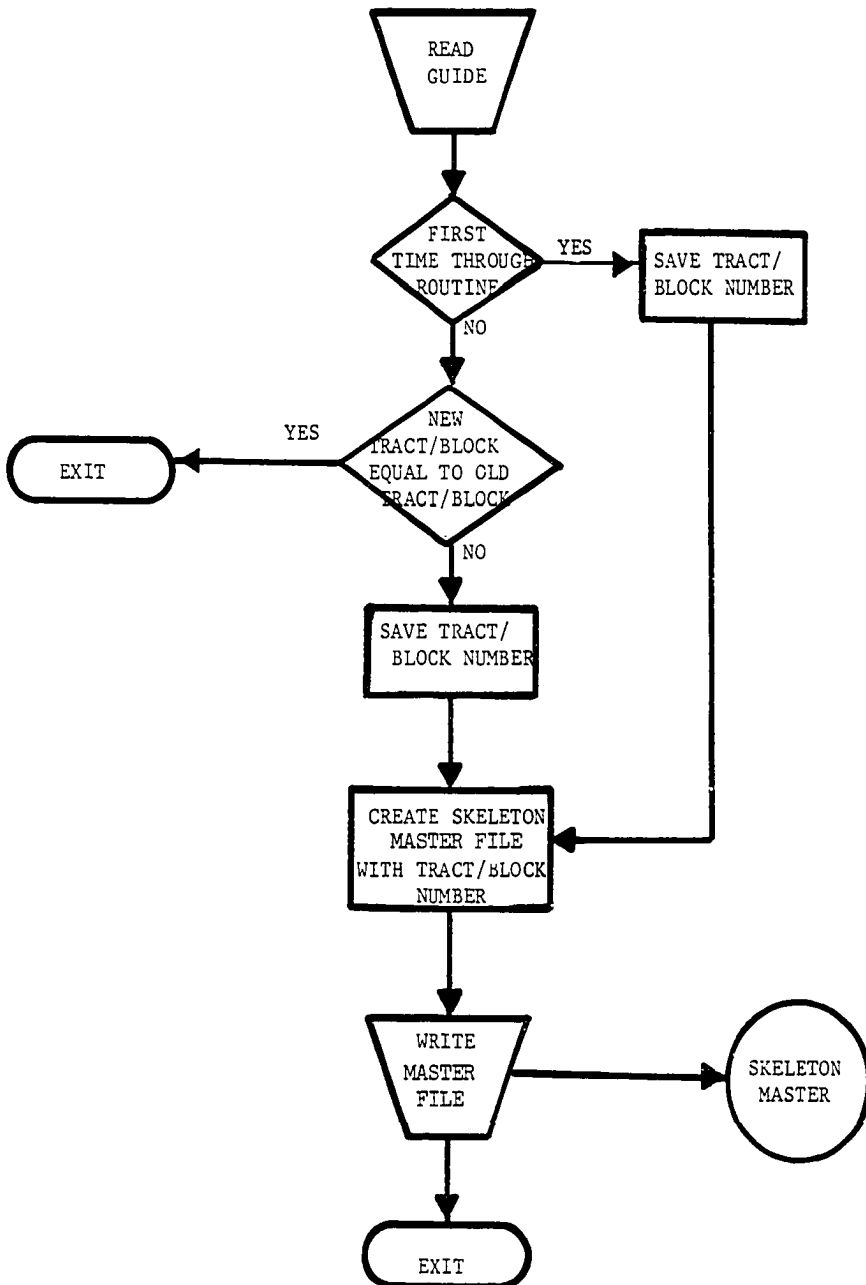 READ
GUIDE
FIRST
TIME THROUGH
ROUTINE
YES
SAVE TRACT/
BLOCK NUMBER
NO
NEW
TRACT/BLOCK
EQUAL TO OLD
TRACT/BLOCK
YES
EXIT
NO
SAVE TRACT/
BLOCK NUMBER
CREATE SKELETON
MASTER FILE
WITH TRACT/BLOCK
NUMBER
WRITE
MASTER
FILE
SKELETON
MASTER
EXIT